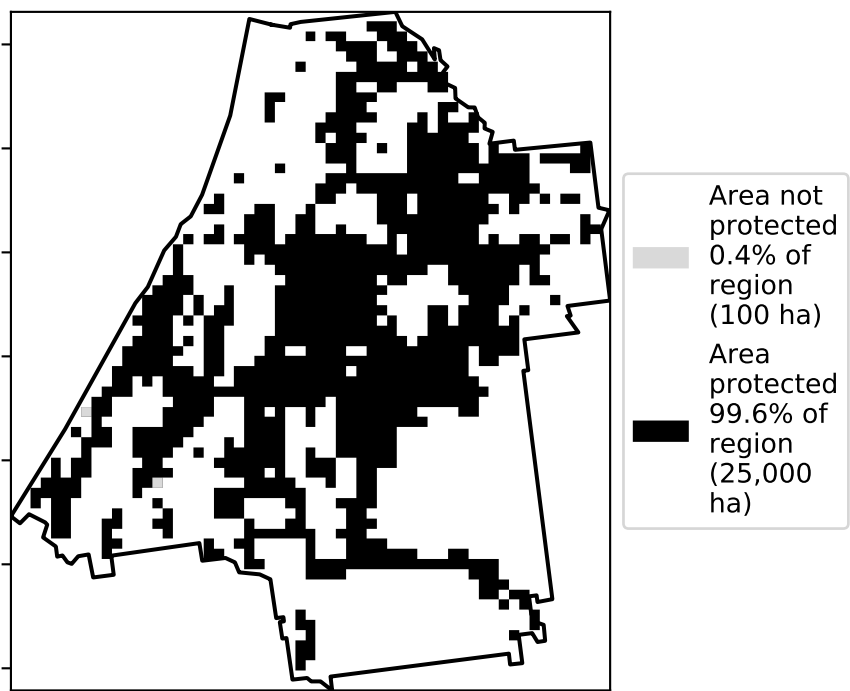 Area not
protected
0.4% of
region
(100 ha)
Area
protected
99.6% of
region
(25,000
ha)